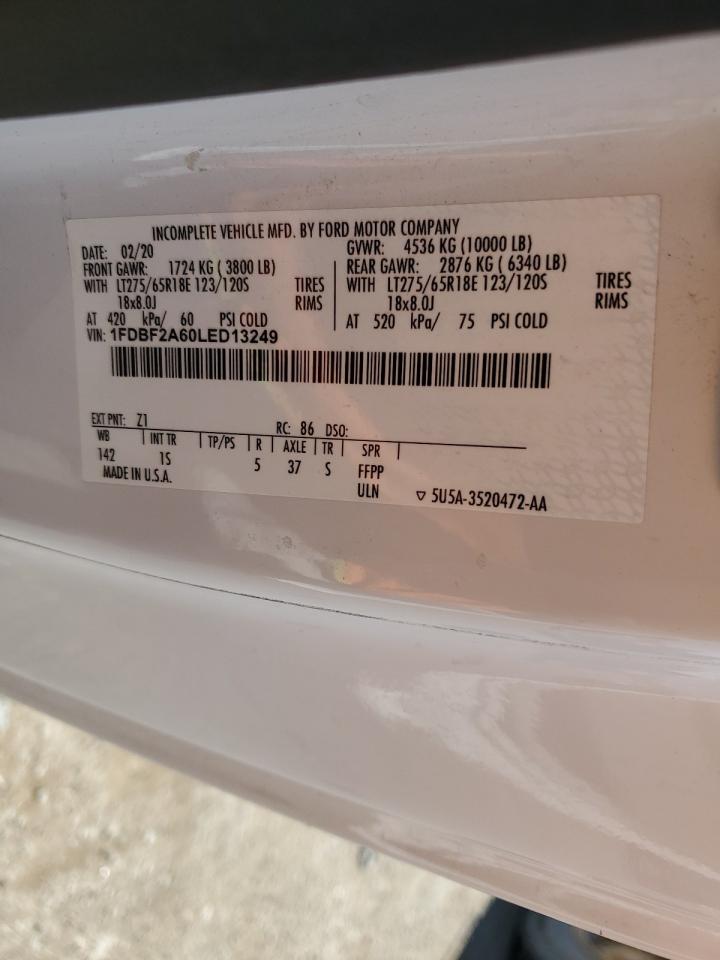 INCOMPLETE VEHICLE MFD. BY FORD MOTOR COMPANY
DATE: 02/20 GVWR: 4536 KG (10000 LB)
FRONT GAWR: 1724 KG ( 3800 LB) REAR GAWR: 2876 KG ( 6340 LB)
WITH LT275/65R18E 123/120S TIRES WITH LT275/65R18E 123/120S TIRES
18x8.0J RIMS 18x8.0J RIMS
AT 420 kPa/ 60 PSI COLD AT 520 kPa/ 75 PSI COLD
VIN: 1FDBF2A60LED13249
EXT PNT: Z1 RC: 86 DSO:
WB INT TR TP/PS R AXLE TR SPR
142 1S 5 37 S FFPP
MADE IN U.S.A. ULN ▽ 5U5A-3520472-AA